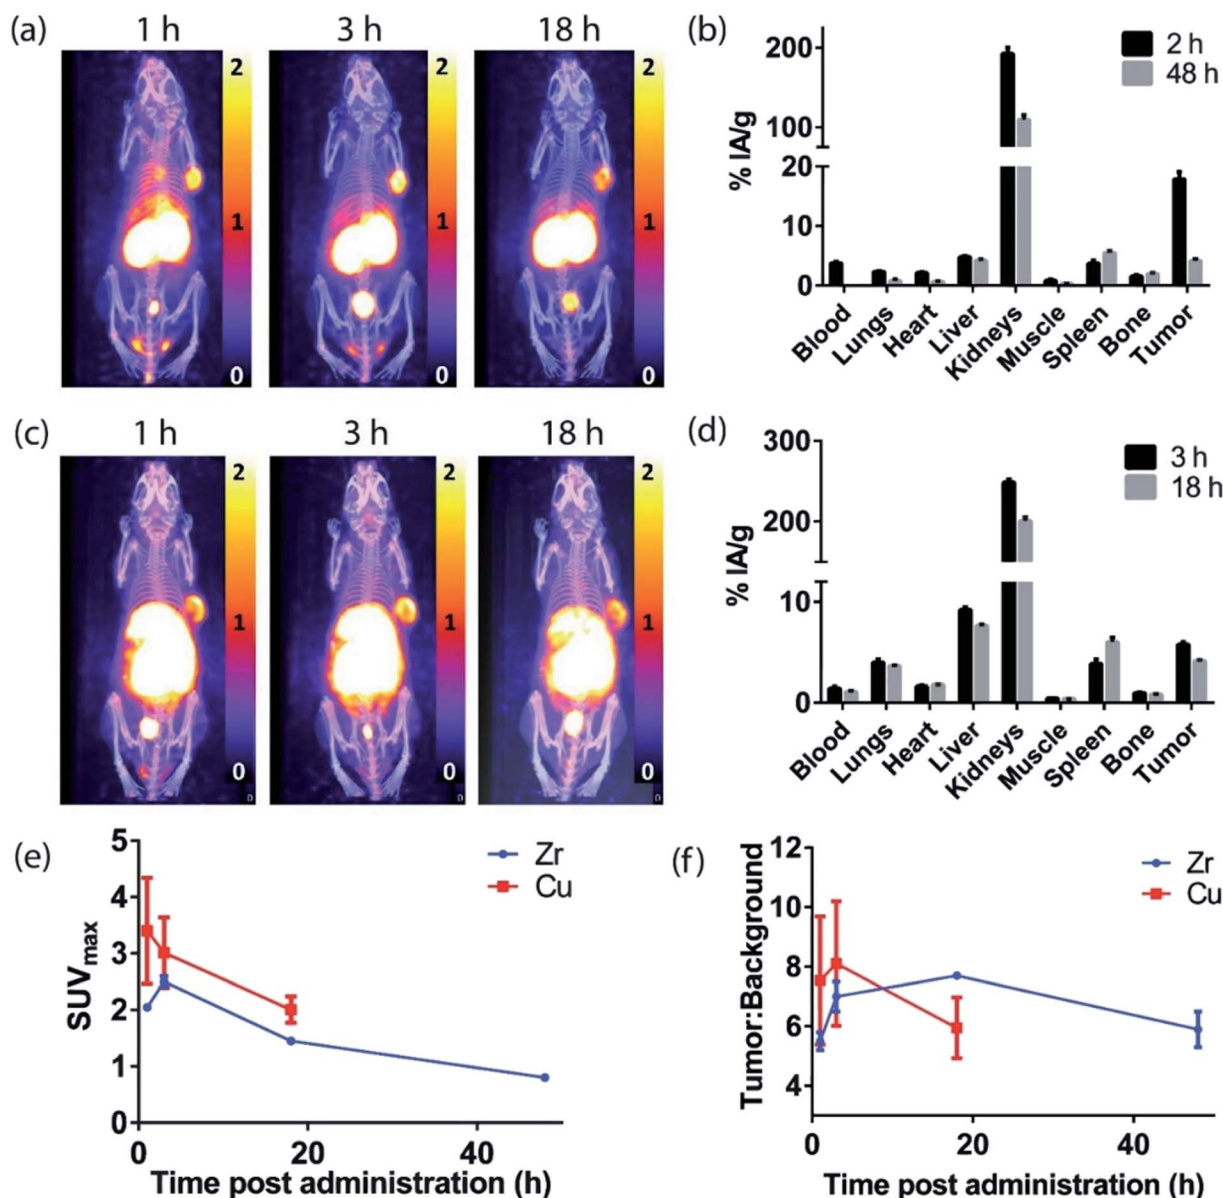 (a)
1 h
3 h
18 h
2
1
0
2
1
0
2
1
0
(b)
% IA/g
200
100
20
10
0
2 h
48 h
Blood
Lungs
Heart
Liver
Kidneys
Muscle
Spleen
Bone
Tumor
(c)
1 h
3 h
18 h
2
1
0
0
2
1
0
2
1
0
0
(d)
% IA/g
300
200
10
0
3 h
18 h
Blood
Lungs
Heart
Liver
Kidneys
Muscle
Spleen
Bone
Tumor
(e)
SUVmax
5
4
3
2
1
0
0
20
40
Time post administration (h)
Zr
Cu
(f)
Tumor:Background
12
10
8
6
4
0
20
40
Time post administration (h)
Zr
Cu